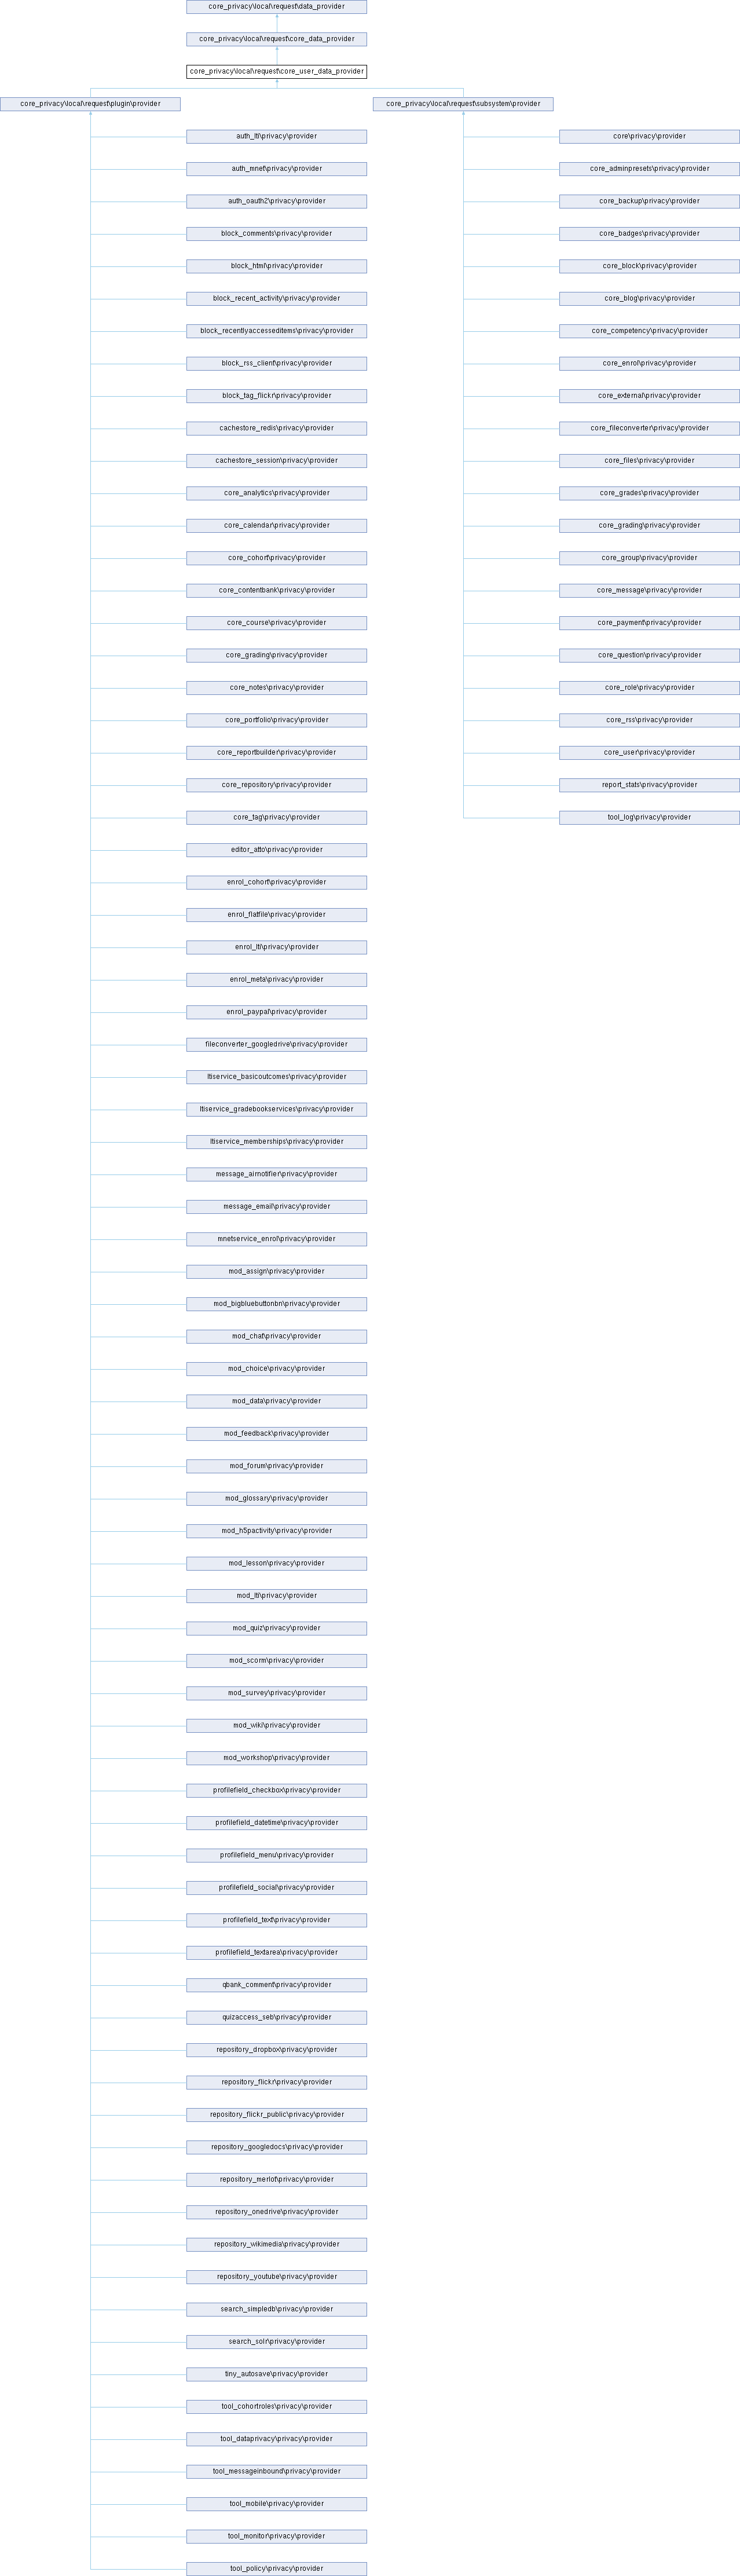 core_privacy\local\request\data_provider
core_privacy\local\request\core_data_provider
core_privacy\local\request\core_user_data_provider
core_privacy\local\request\plugin\provider
core_privacy\local\request\subsystem\provider
auth_lti\privacy\provider
core\privacy\provider
auth_mnet\privacy\provider
core_adminpresets\privacy\provider
auth_oauth2\privacy\provider
core_backup\privacy\provider
block_comments\privacy\provider
core_badges\privacy\provider
block_html\privacy\provider
core_block\privacy\provider
block_recent_activity\privacy\provider
core_blog\privacy\provider
block_recentlyaccesseditems\privacy\provider
core_competency\privacy\provider
block_rss_client\privacy\provider
core_enrol\privacy\provider
block_tag_flickr\privacy\provider
core_external\privacy\provider
cachestore_redis\privacy\provider
core_fileconverter\privacy\provider
cachestore_session\privacy\provider
core_files\privacy\provider
core_analytics\privacy\provider
core_grades\privacy\provider
core_calendar\privacy\provider
core_grading\privacy\provider
core_cohort\privacy\provider
core_group\privacy\provider
core_contentbank\privacy\provider
core_message\privacy\provider
core_course\privacy\provider
core_payment\privacy\provider
core_grading\privacy\provider
core_question\privacy\provider
core_notes\privacy\provider
core_role\privacy\provider
core_portfolio\privacy\provider
core_rss\privacy\provider
core_reportbuilder\privacy\provider
core_user\privacy\provider
core_repository\privacy\provider
report_stats\privacy\provider
core_tag\privacy\provider
tool_log\privacy\provider
editor_atto\privacy\provider
enrol_cohort\privacy\provider
enrol_flatfile\privacy\provider
enrol_lti\privacy\provider
enrol_meta\privacy\provider
enrol_paypal\privacy\provider
fileconverter_googledrive\privacy\provider
ltiservice_basicoutcomes\privacy\provider
ltiservice_gradebookservices\privacy\provider
ltiservice_memberships\privacy\provider
message_airnotifier\privacy\provider
message_email\privacy\provider
mnetservice_enrol\privacy\provider
mod_assign\privacy\provider
mod_bigbluebuttonbn\privacy\provider
mod_chat\privacy\provider
mod_choice\privacy\provider
mod_data\privacy\provider
mod_feedback\privacy\provider
mod_forum\privacy\provider
mod_glossary\privacy\provider
mod_h5pactivity\privacy\provider
mod_lesson\privacy\provider
mod_lti\privacy\provider
mod_quiz\privacy\provider
mod_scorm\privacy\provider
mod_survey\privacy\provider
mod_wiki\privacy\provider
mod_workshop\privacy\provider
profilefield_checkbox\privacy\provider
profilefield_datetime\privacy\provider
profilefield_menu\privacy\provider
profilefield_social\privacy\provider
profilefield_text\privacy\provider
profilefield_textarea\privacy\provider
qbank_comment\privacy\provider
quizaccess_seb\privacy\provider
repository_dropbox\privacy\provider
repository_flickr\privacy\provider
repository_flickr_public\privacy\provider
repository_googledocs\privacy\provider
repository_merlot\privacy\provider
repository_onedrive\privacy\provider
repository_wikimedia\privacy\provider
repository_youtube\privacy\provider
search_simpledb\privacy\provider
search_solr\privacy\provider
tiny_autosave\privacy\provider
tool_cohortroles\privacy\provider
tool_dataprivacy\privacy\provider
tool_messageinbound\privacy\provider
tool_mobile\privacy\provider
tool_monitor\privacy\provider
tool_policy\privacy\provider